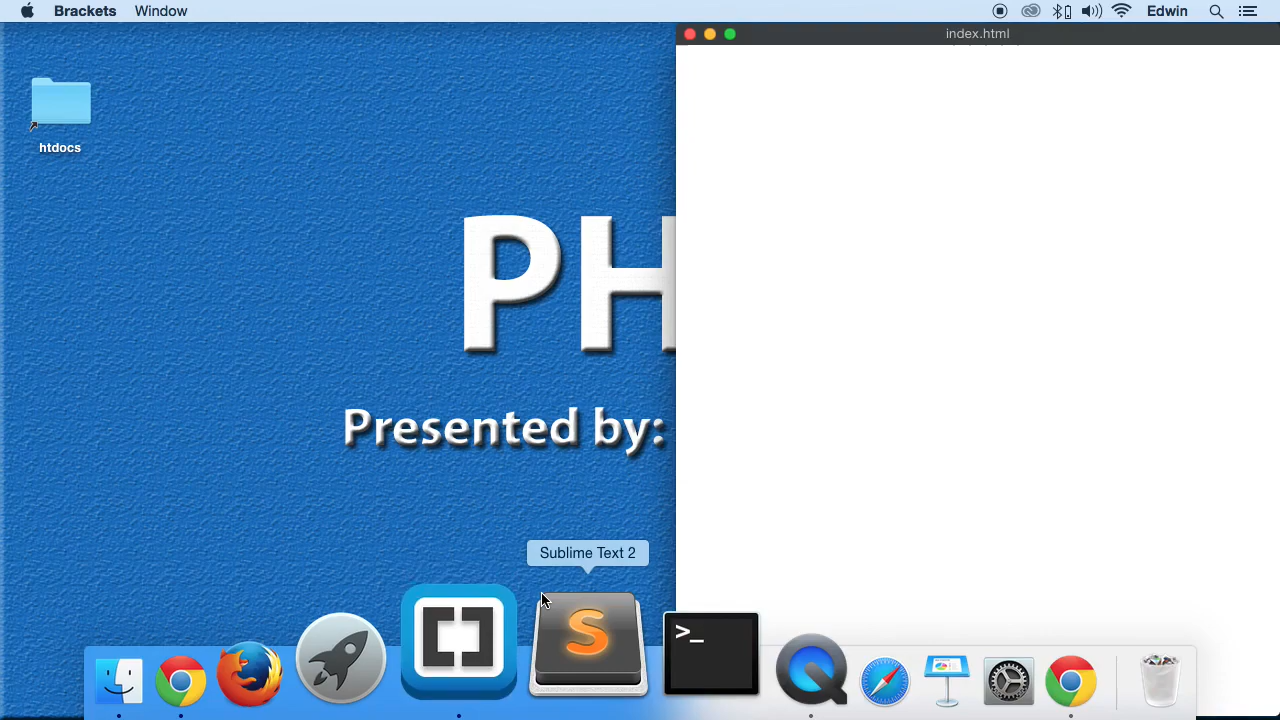 Brackets Window Edwin
index.html
htdocs
PH
Presented by:
Sublime Text 2
S
>_